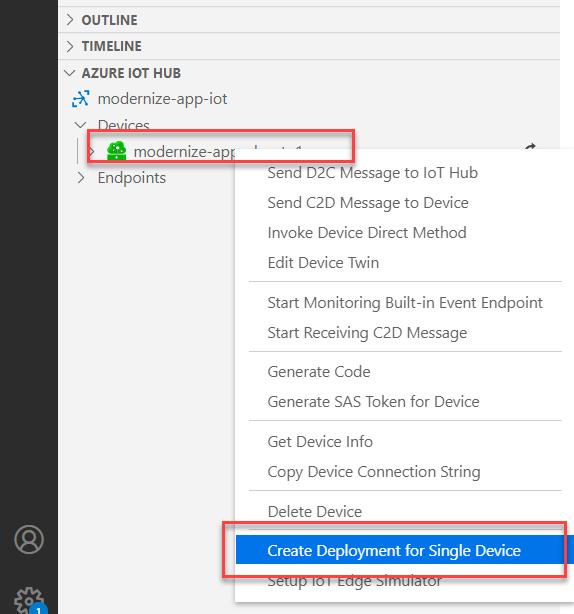 OUTLINE
TIMELINE
AZURE IOT HUB
modernize-app-iot
Devices
Endpoints
Send D2C Message to IoT Hub
Send C2D Message to Device
Invoke Device Direct Method
Edit Device Twin
Start Monitoring Built-in Event Endpoint
Start Receiving C2D Message
Generate Code
Generate SAS Token for Device
Get Device Info
Copy Device Connection String
Delete Device
Create Deployment for Single Device
Setup IoT Edge Simulator
1